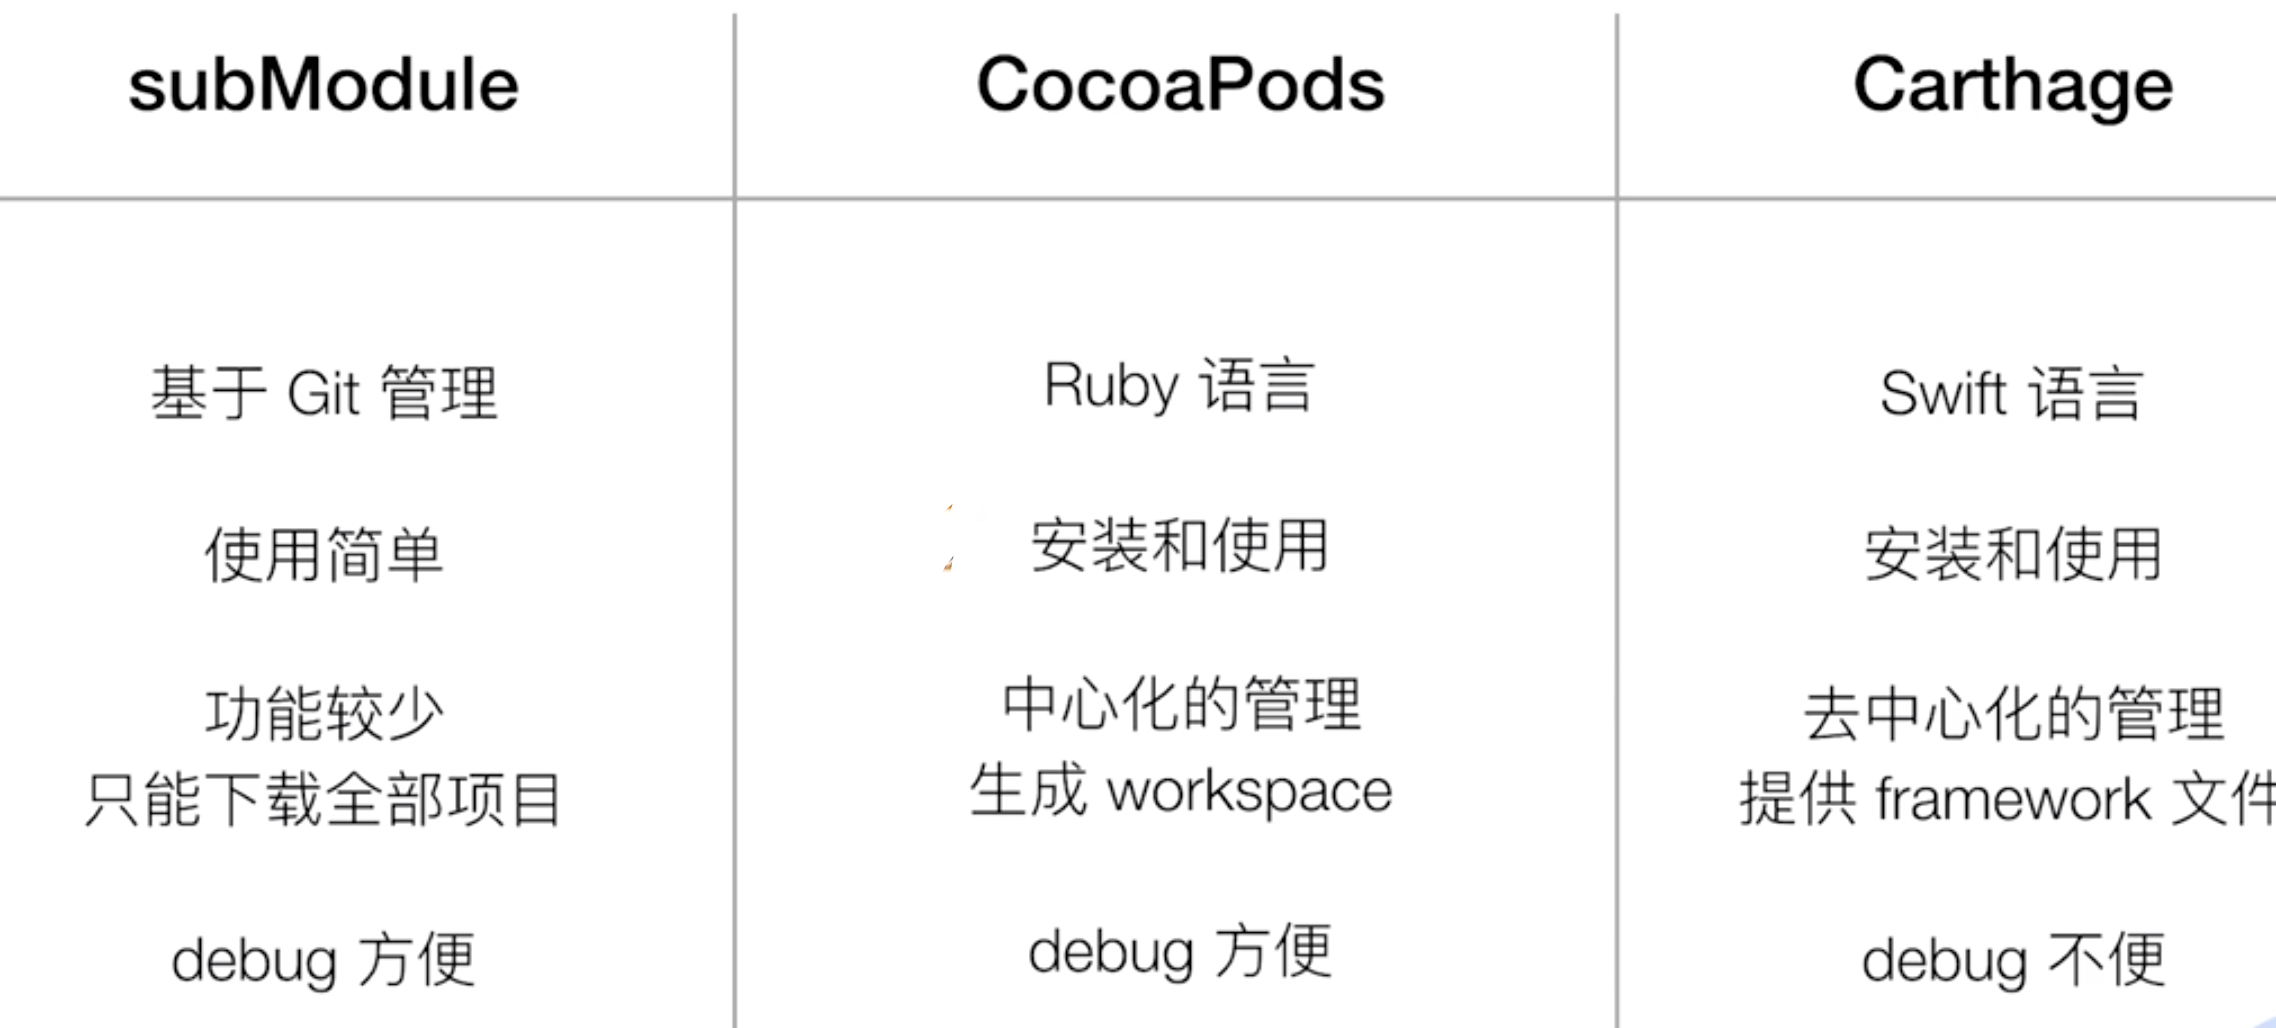 subModule
CocoaPods
Carthage
基于 Git 管理
Ruby 语言
Swift 语言
使用简单
安装和使用
安装和使用
功能较少
中心化的管理
去中心化的管理
只能下载全部项目
生成 workspace
提供 framework 文件
debug 方便
debug 方便
debug 不便